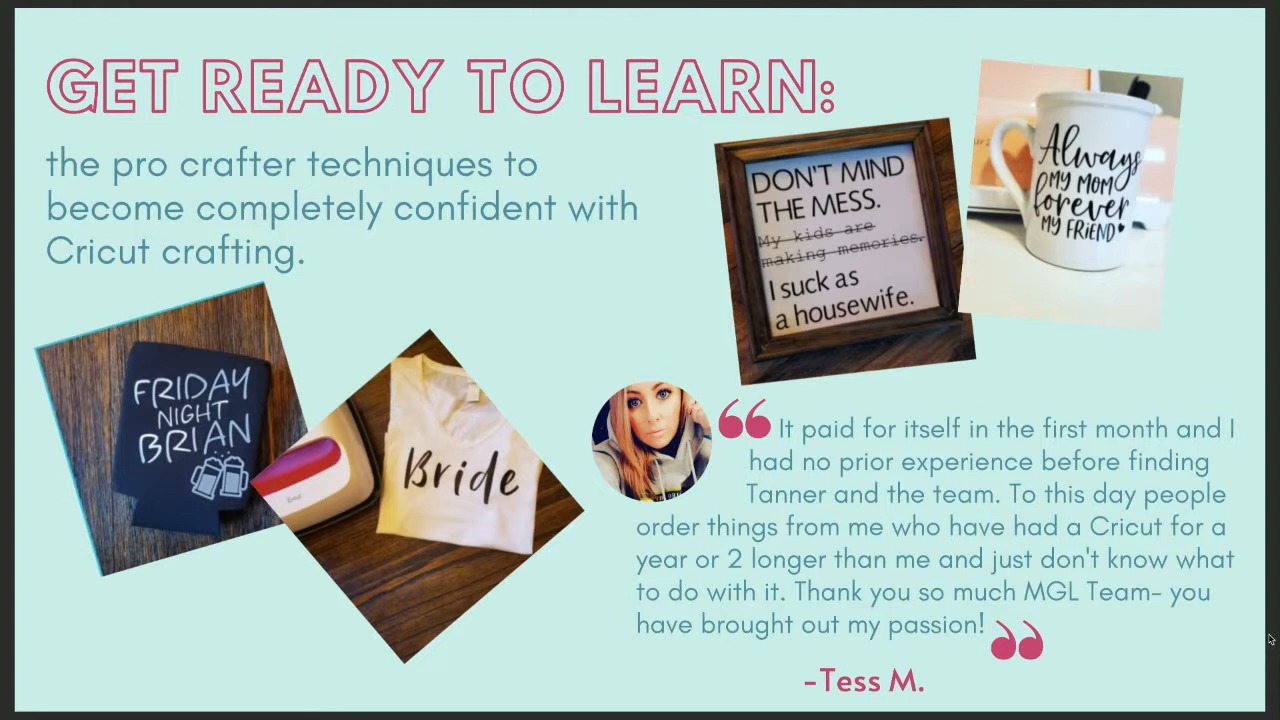 GET READY TO LEARN:
the pro crafter techniques to
become completely confident with
Cricut crafting.
DON'T MIND
THE MESS.
My kids are
making memories.
I suck as
a housewife.
Always
MY MOM
forever
MY FRIEND
FRIDAY
NIGHT
BRIAN
Bride
Cricut
“ It paid for itself in the first month and I
had no prior experience before finding
Tanner and the team. To this day people
order things from me who have had a Cricut for a
year or 2 longer than me and just don't know what
to do with it. Thank you so much MGL Team- you
have brought out my passion! ”
-Tess M.